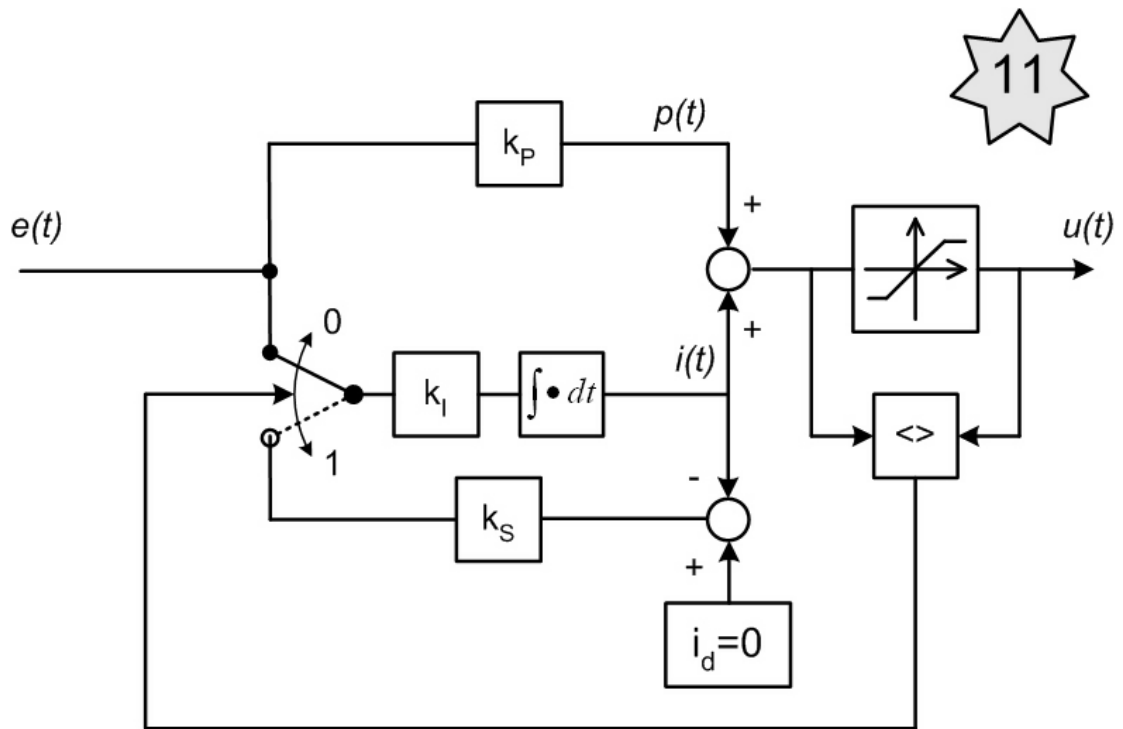 11
p(t)
k_P
+
e(t)
u(t)
0
+
i(t)
k_I
∫•dt
<>
1
-
k_S
+
i_d=0